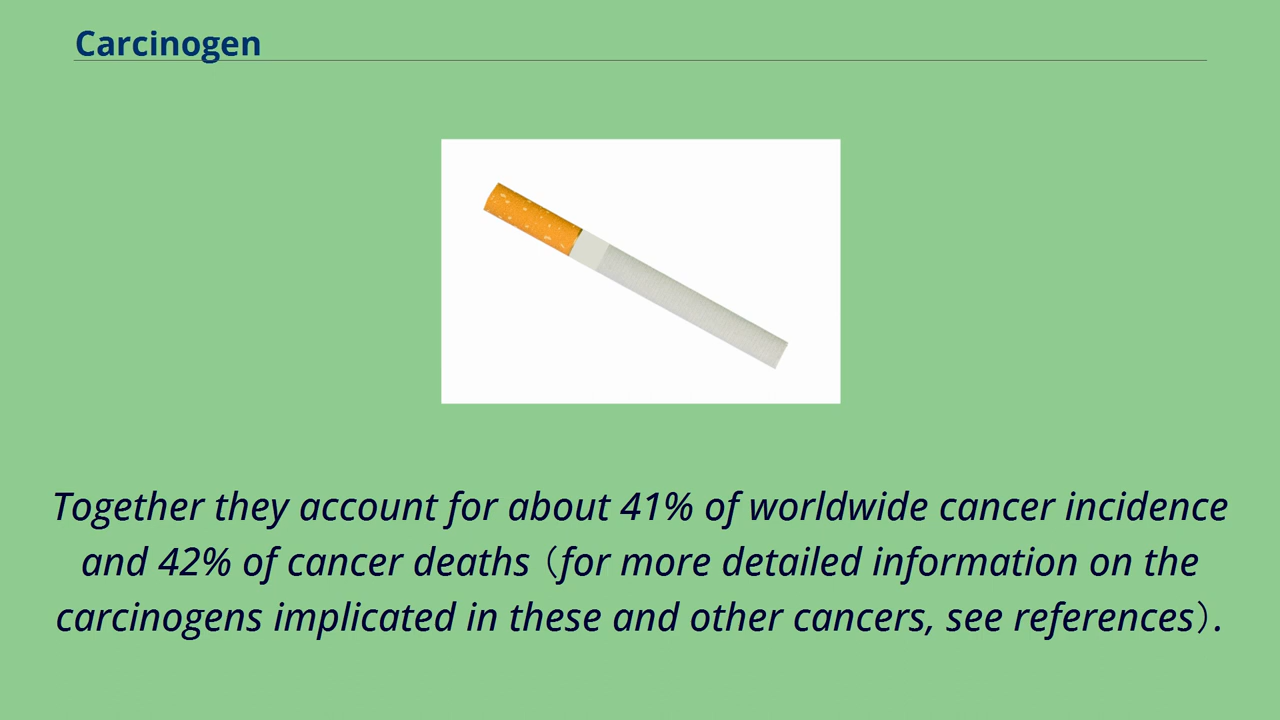 Carcinogen
Together they account for about 41% of worldwide cancer incidence
and 42% of cancer deaths（for more detailed information on the
carcinogens implicated in these and other cancers, see references）.